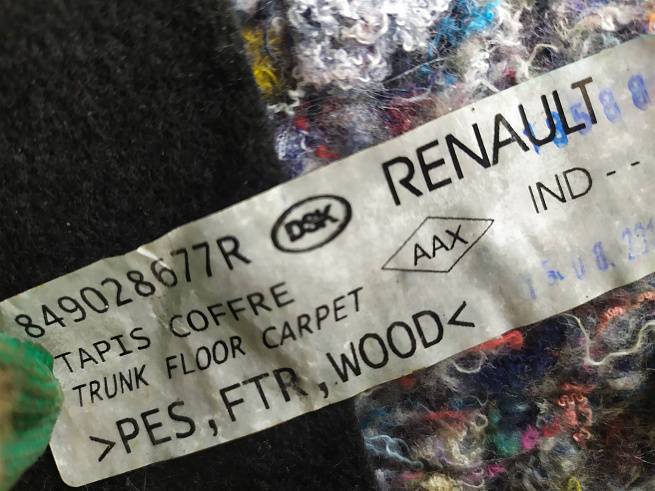 RENAULT
DSK
849028677R
AAX
IND --
TAPIS COFFRE
TRUNK FLOOR CARPET
>PES,FTR,WOOD<